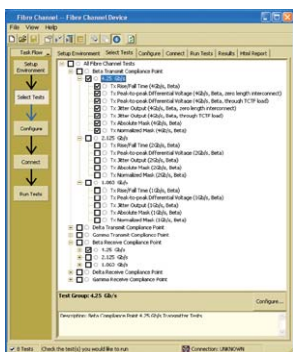 Fibre Channel -- Fibre Channel Device
File View Help
Task Flow
Setup Environment Select Tests Configure Connect Run Tests Results Html Report
Setup
Environment
Select Tests
Configure
Connect
Run Tests
All Fibre Channel Tests
Beta Transmit Compliance Point
4.25 Gb/s
Tx Rise/Fall Time (4Gb/s, Beta)
Tx Peak-to-peak Differential Voltage (4Gb/s, Beta, zero length interconnect)
Tx Peak-to-peak Differential Voltage (4Gb/s, Beta, through TCTF load)
Tx Jitter Output (4Gb/s, Beta, zero length interconnect)
Tx Jitter Output (4Gb/s, Beta, through TCTF load)
Tx Absolute Mask (4Gb/s, Beta)
Tx Normalized Mask (4Gb/s, Beta)
2.125 Gb/s
Tx Rise/Fall Time (2Gb/s, Beta)
Tx Peak-to-peak Differential Voltage (2Gb/s, Beta)
Tx Jitter Output (2Gb/s, Beta)
Tx Absolute Mask (2Gb/s, Beta)
Tx Normalized Mask (2Gb/s, Beta)
1.063 Gb/s
Tx Rise/Fall Time (1Gb/s, Beta)
Tx Peak-to-peak Differential Voltage (1Gb/s, Beta)
Tx Jitter Output (1Gb/s, Beta)
Tx Absolute Mask (1Gb/s, Beta)
Tx Normalized Mask (1Gb/s, Beta)
Delta Transmit Compliance Point
Gamma Transmit Compliance Point
Beta Receive Compliance Point
4.25 Gb/s
2.125 Gb/s
1.063 Gb/s
Delta Receive Compliance Point
Gamma Receive Compliance Point
Test Group: 4.25 Gb/s
Configure...
Description: Beta Compliance Point 4.25 Gb/s Transmitter Tests
0 Tests Check the test(s) you would like to run Connection: UNKNOWN